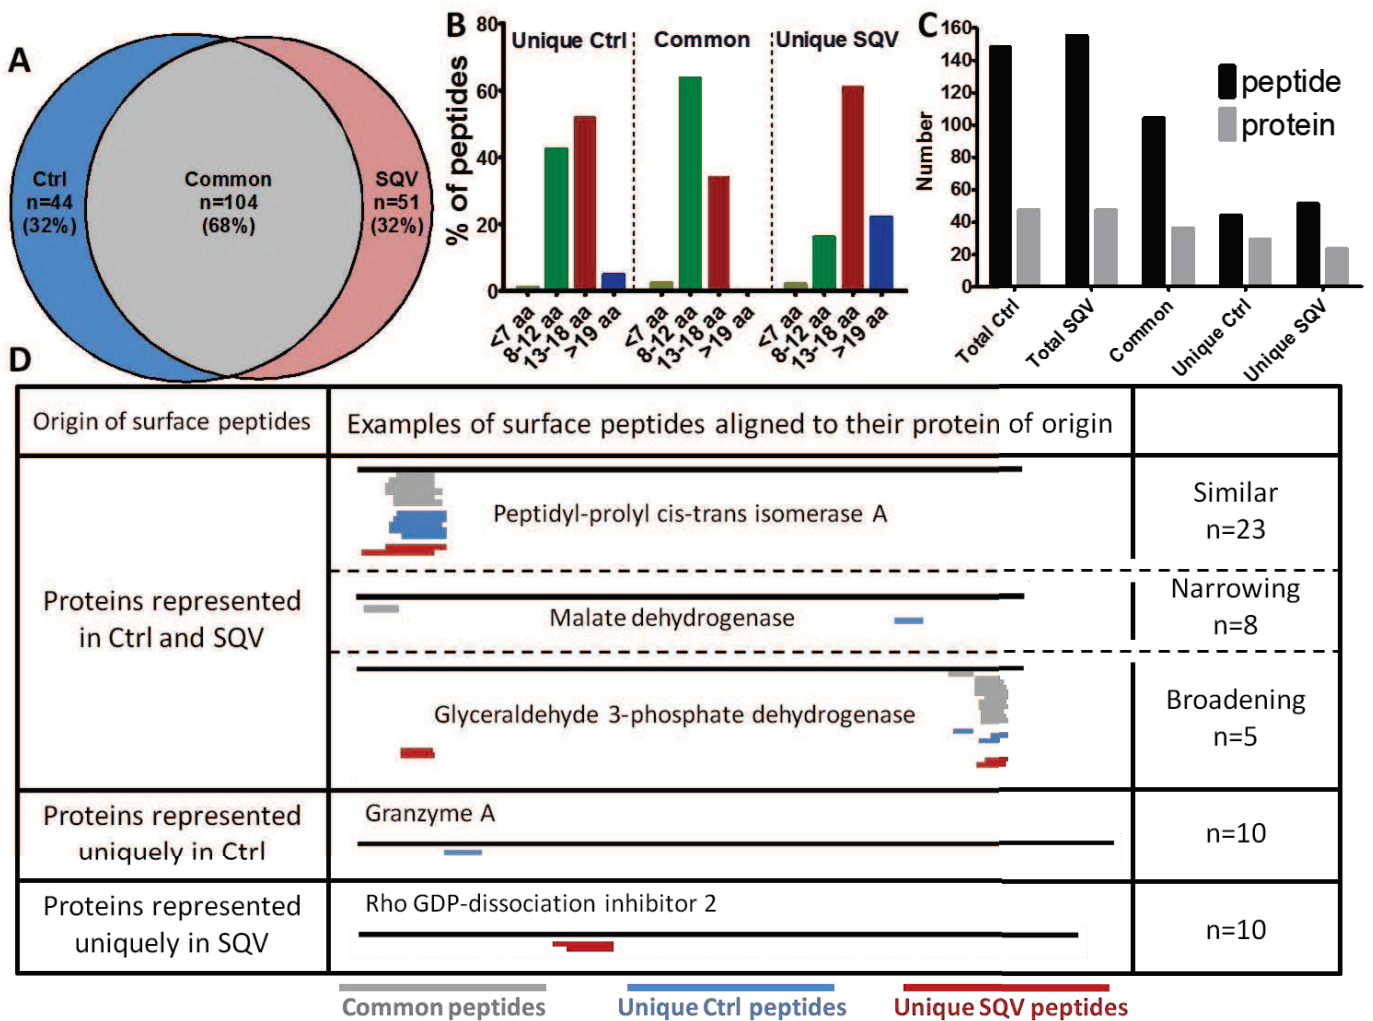 A
Ctrl
n=44
(32%)
Common
n=104
(68%)
SQV
n=51
(32%)
B
% of peptides
80
60
40
20
0
Unique Ctrl
Common
Unique SQV
<7 aa
8-12 aa
13-18 aa
>19 aa
<7 aa
8-12 aa
13-18 aa
>19 aa
<7 aa
8-12 aa
13-18 aa
>19 aa
C
Number
160
140
120
100
80
60
40
20
0
peptide
protein
Total Ctrl
Total SQV
Common
Unique Ctrl
Unique SQV
D
Origin of surface peptides
Examples of surface peptides aligned to their protein of origin
Proteins represented
in Ctrl and SQV
Peptidyl-prolyl cis-trans isomerase A
Similar
n=23
Malate dehydrogenase
Narrowing
n=8
Glyceraldehyde 3-phosphate dehydrogenase
Broadening
n=5
Proteins represented
uniquely in Ctrl
Granzyme A
n=10
Proteins represented
uniquely in SQV
Rho GDP-dissociation inhibitor 2
n=10
Common peptides
Unique Ctrl peptides
Unique SQV peptides